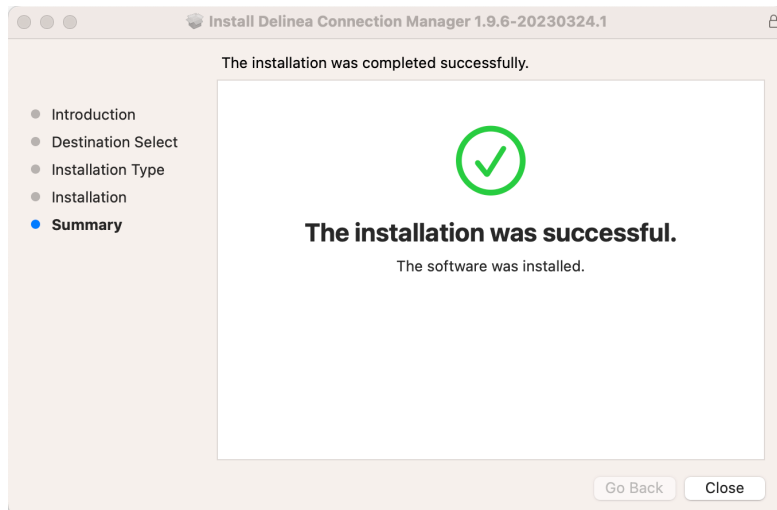 Install Delinea Connection Manager 1.9.6-20230324.1
The installation was completed successfully.
Introduction
Destination Select
Installation Type
Installation
Summary
The installation was successful.
The software was installed.
Go Back
Close